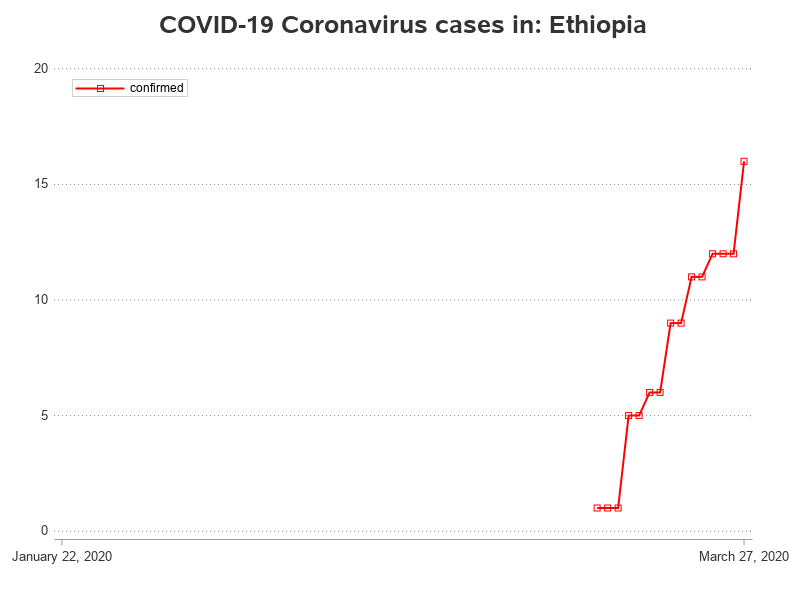 COVID-19 Coronavirus cases in: Ethiopia
20
confirmed
15
10
5
0
January 22, 2020
March 27, 2020